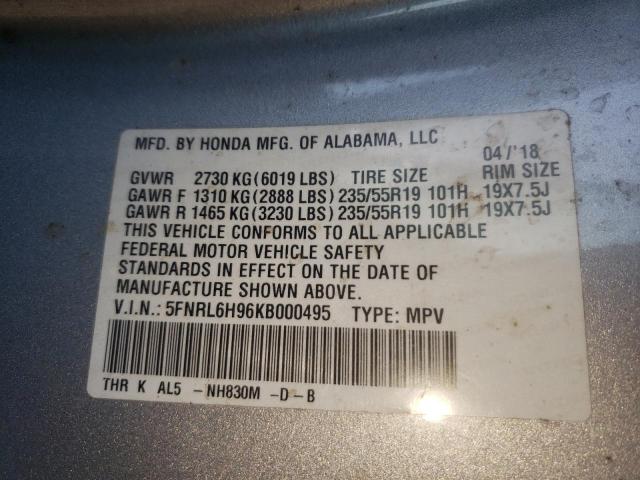 MFD. BY HONDA MFG. OF ALABAMA, LLC 04/'18
GVWR 2730 KG(6019 LBS) TIRE SIZE RIM SIZE
GAWR F 1310 KG(2888 LBS) 235/55R19 101H 19X7.5J
GAWR R 1465 KG(3230 LBS) 235/55R19 101H 19X7.5J
THIS VEHICLE CONFORMS TO ALL APPLICABLE
FEDERAL MOTOR VEHICLE SAFETY
STANDARDS IN EFFECT ON THE DATE OF
MANUFACTURE SHOWN ABOVE.
V.I.N.: 5FNRL6H96KB000495 TYPE: MPV
THR K AL5 -NH830M -D-B